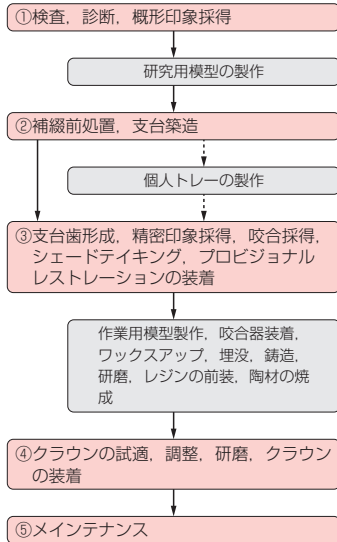 ①検査，診断，概形印象採得
研究用模型の製作
②補綴前処置，支台築造
個人トレーの製作
③支台歯形成，精密印象採得，咬合採得，
シェードテイキング，プロビジョナル
レストレーションの装着
作業用模型製作，咬合器装着，
ワックスアップ，埋没，鋳造，
研磨，レジンの前装，陶材の焼
成
④クラウンの試適，調整，研磨，クラウン
の装着
⑤メインテナンス